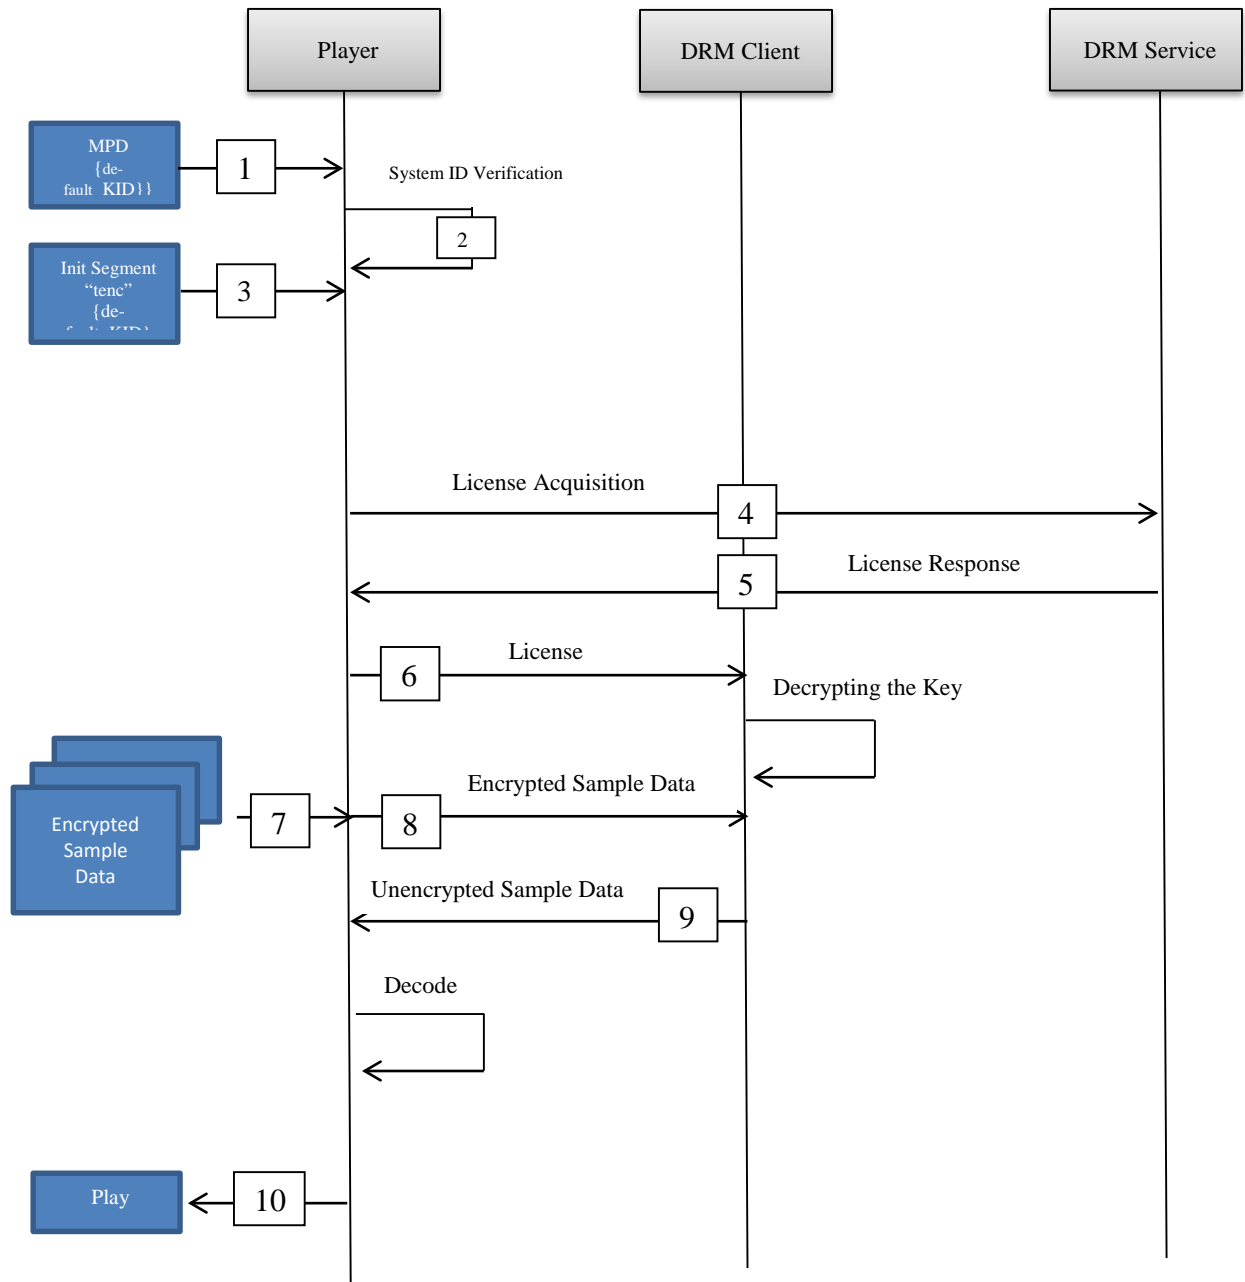 Player
DRM Client
DRM Service
MPD
{de-
fault KID}}
1
System ID Verification
2
Init Segment
“tenc”
{de-
fault KID}
3
License Acquisition
4
License Response
5
License
6
Decrypting the Key
Encrypted Sample Data
Encrypted
Sample
Data
7
8
Unencrypted Sample Data
9
Decode
Play
10